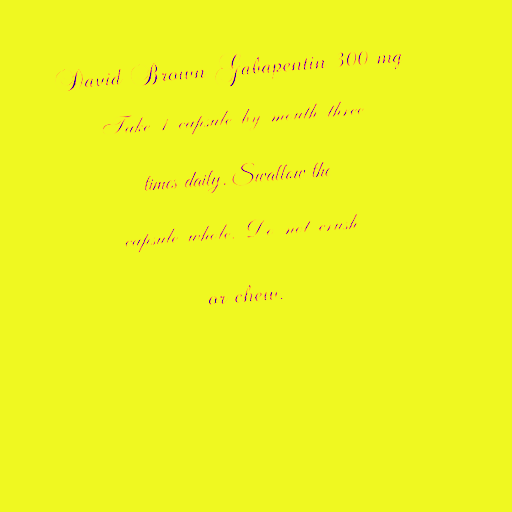 David Brown Gabapentin 300 mg
Take 1 capsule by mouth three
times daily. Swallow the
capsule whole. Do not crush
or chew.